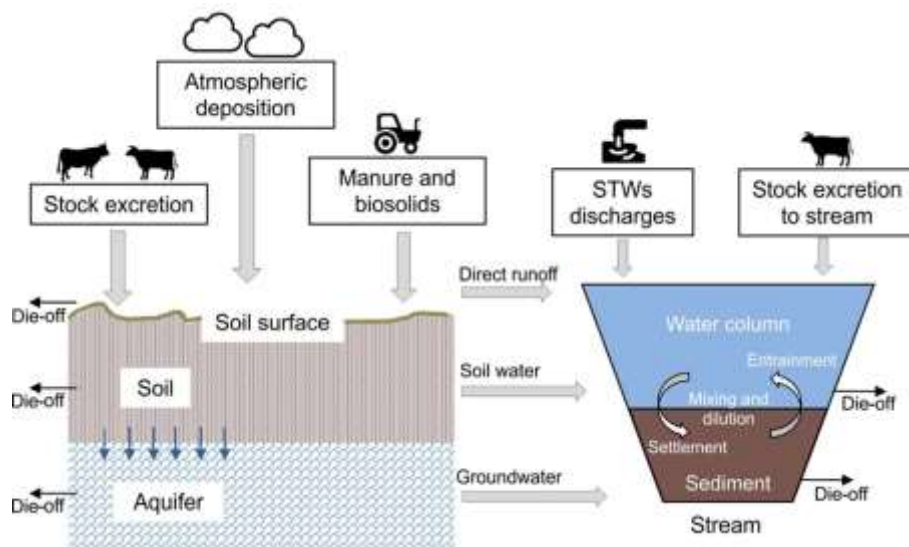 Atmospheric
deposition
Stock excretion
Manure and
biosolids
STWs
discharges
Stock excretion
to stream
Direct runoff
Die-off
Soil surface
Water column
Entrainment
Soil water
Die-off
Soil
Mixing and
dilution
Die-off
Settlement
Groundwater
Sediment
Die-off
Aquifer
Die-off
Stream